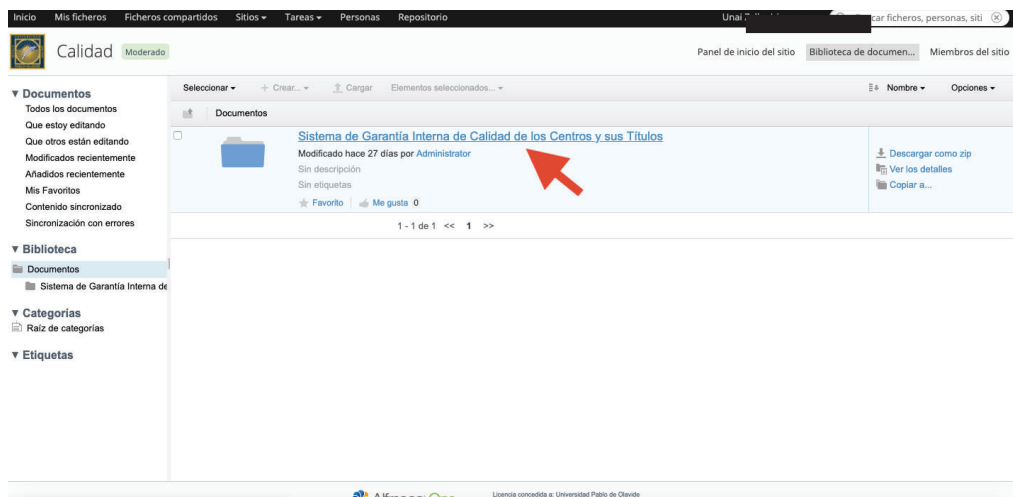 Inicio Mis ficheros Ficheros compartidos Sitios Tareas Personas Repositorio Unai
car ficheros, personas, siti
Calidad Moderado
Panel de inicio del sitio Biblioteca de documen... Miembros del sitio
Documentos
Todos los documentos
Que estoy editando
Que otros están editando
Modificados recientemente
Añadidos recientemente
Mis Favoritos
Contenido sincronizado
Sincronización con errores
Biblioteca
Documentos
Sistema de Garantía Interna de
Categorías
Raíz de categorías
Etiquetas
Seleccionar + Crear... Cargar Elementos seleccionados... Nombre Opciones
Documentos
Sistema de Garantía Interna de Calidad de los Centros y sus Títulos
Modificado hace 27 días por Administrator
Sin descripción
Sin etiquetas
Favorito Me gusta 0
Descargar como zip
Ver los detalles
Copiar a...
1 - 1 de 1 << 1 >>
Licencia concedida a: Universidad Pablo de Olavide